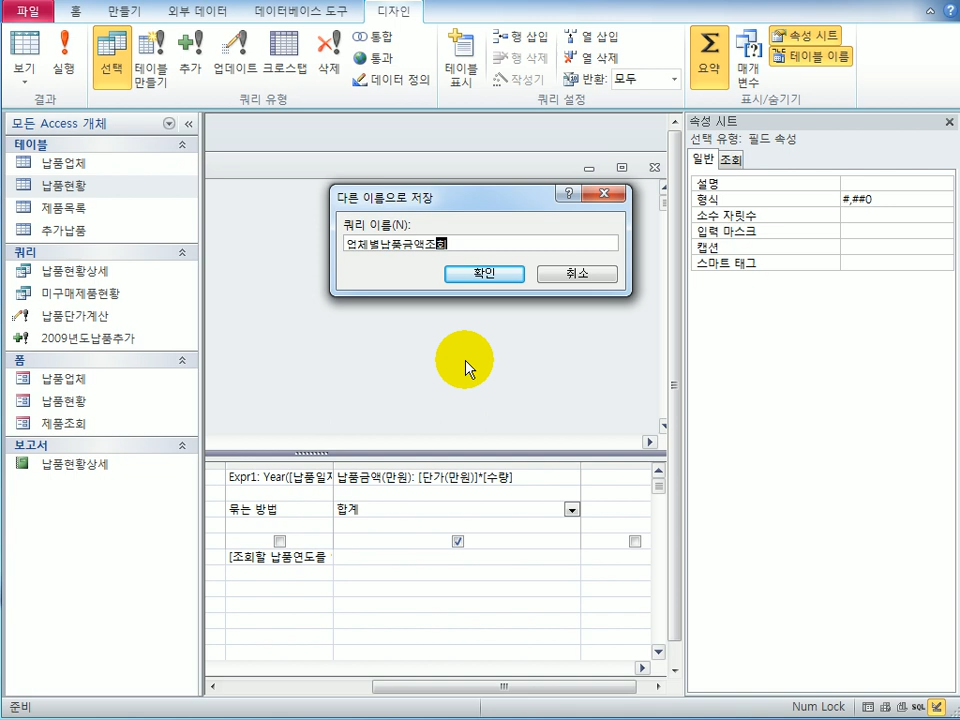 파일 홈 만들기 외부 데이터 데이터베이스 도구 디자인
보기 실행 선택 테이블 만들기 추가 업데이트 크로스탭 삭제 통합 통과 데이터 정의
테이블 표시 행 삽입 행 삭제 작성기 열 삽입 열 삭제 반환: 모두
요약 매개 변수 속성 시트 테이블 이름
결과 쿼리 유형 쿼리 설정 표시/숨기기
모든 Access 개체
테이블
납품업체
납품현황
제품목록
추가납품
쿼리
납품현황상세
미구매제품현황
납품단가계산
2009년도납품추가
폼
납품업체
납품현황
제품조회
보고서
납품현황상세
다른 이름으로 저장
쿼리 이름(N):
업체별납품금액조회
확인 취소
Expr1: Year([납품일자 납품금액(만원): [단가(만원)]*[수량]
묶는 방법 합계
[조회할 납품연도를
속성 시트
선택 유형: 필드 속성
일반 조회
설명
형식 #,##0
소수 자릿수
입력 마스크
캡션
스마트 태그
준비 Num Lock SQL